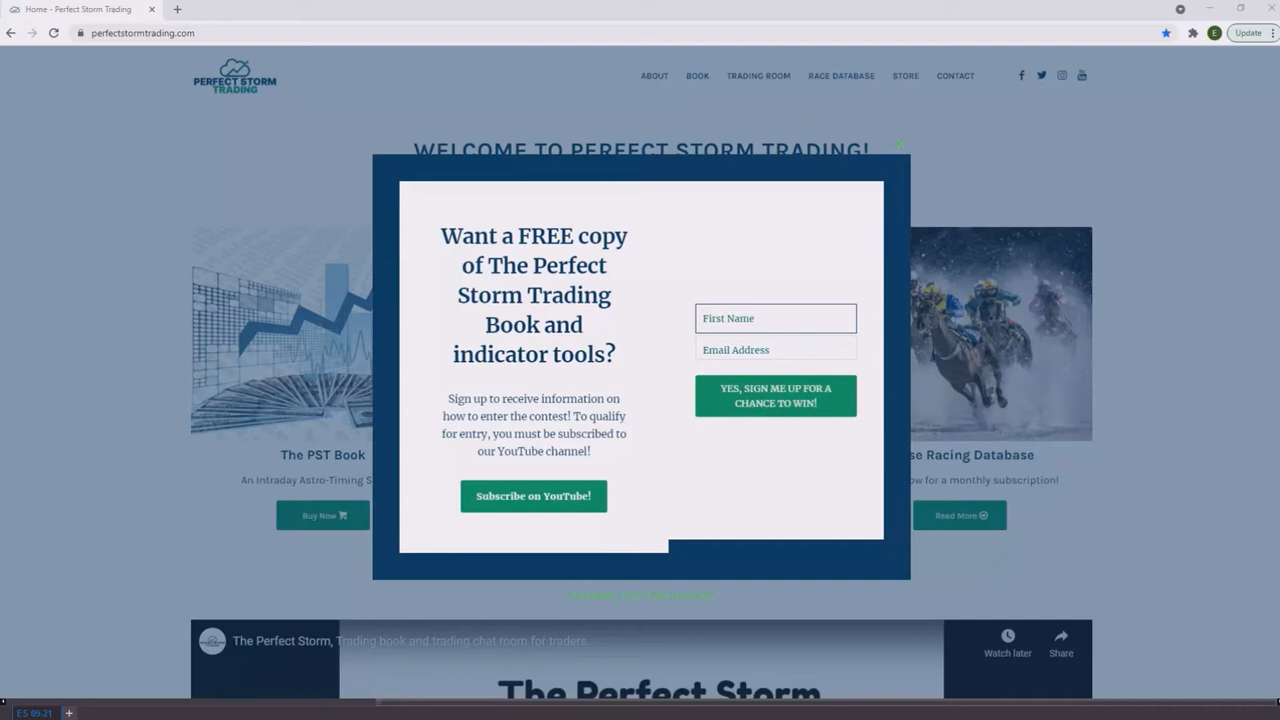 Home - Perfect Storm Trading
perfectstormtrading.com
Update
PERFECT STORM
TRADING
ABOUT
BOOK
TRADING ROOM
RACE DATABASE
STORE
CONTACT
WELCOME TO PERFECT STORM TRADING!
Want a FREE copy
of The Perfect
Storm Trading
Book and
indicator tools?
Sign up to receive information on
how to enter the contest! To qualify
for entry, you must be subscribed to
our YouTube channel!
Subscribe on YouTube!
First Name
Email Address
YES, SIGN ME UP FOR A
CHANCE TO WIN!
The PST Book
An Intraday Astro-Timing S
Buy Now
se Racing Database
ow for a monthly subscription!
Read More
The Perfect Storm, Trading book and trading chat room for traders.
Watch later
Share
The Perfect Storm
ES 09-21